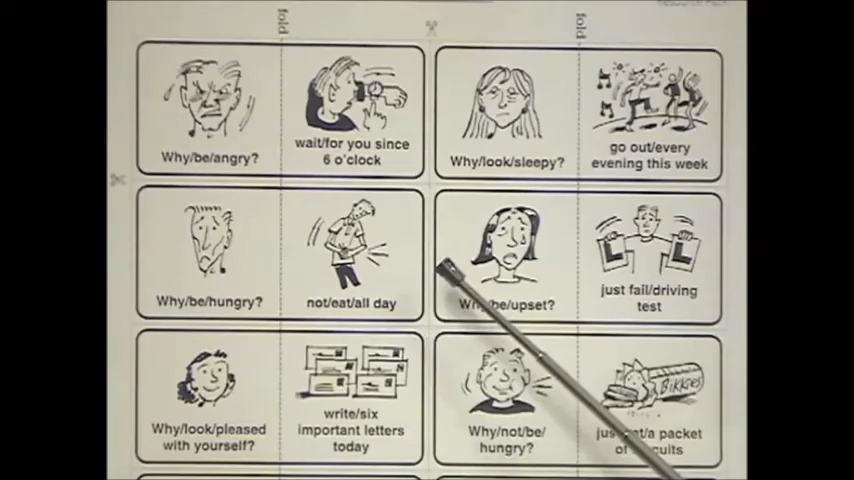 fold
fold
Why/be/angry?
wait/for you since
6 o'clock
Why/look/sleepy?
go out/every
evening this week
Why/be/hungry?
not/eat/all day
Why/be/upset?
just fail/driving
test
L
L
Why/look/pleased
with yourself?
write/six
important letters
today
Why/not/be/
hungry?
Bikkies
a packet
of